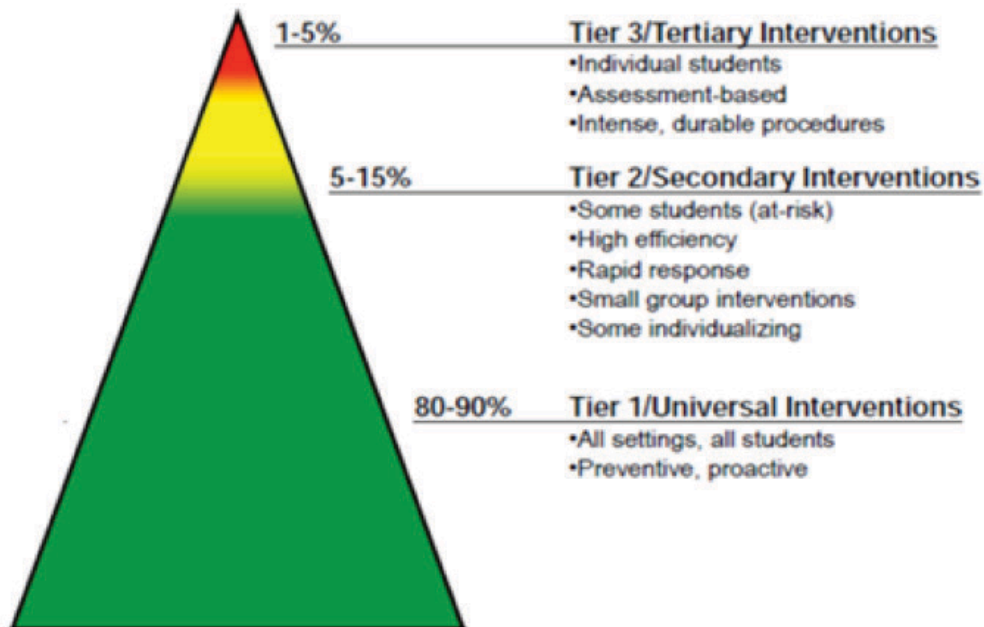 1-5% Tier 3/Tertiary Interventions
•Individual students
•Assessment-based
•Intense, durable procedures
5-15% Tier 2/Secondary Interventions
•Some students (at-risk)
•High efficiency
•Rapid response
•Small group interventions
•Some individualizing
80-90% Tier 1/Universal Interventions
•All settings, all students
•Preventive, proactive